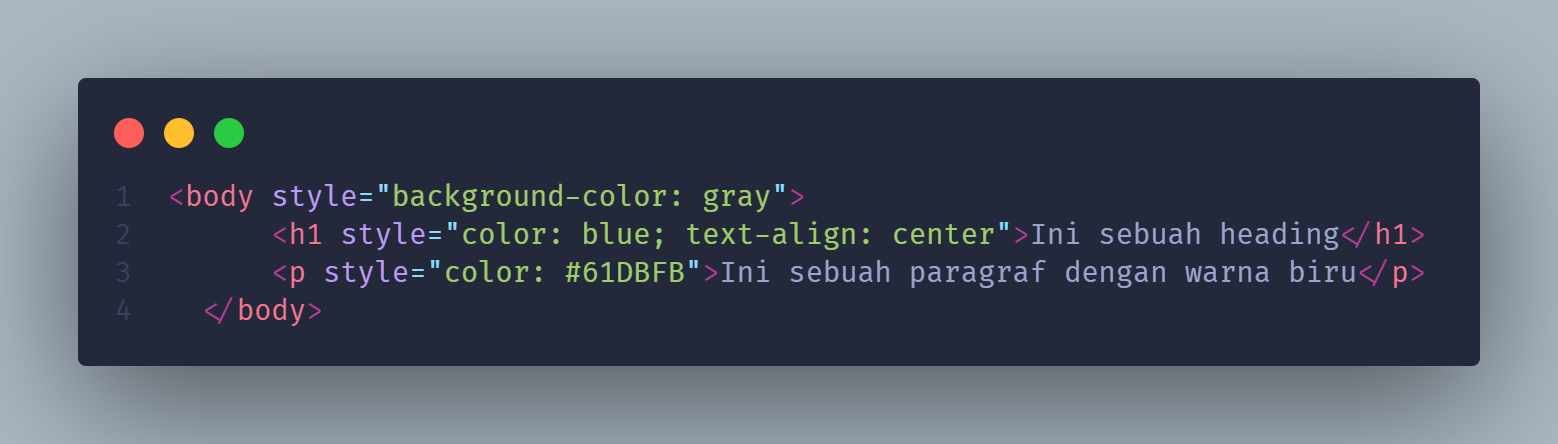 1 <body style="background-color: gray">
2 <h1 style="color: blue; text-align: center">Ini sebuah heading</h1>
3 <p style="color: #61DBFB">Ini sebuah paragraf dengan warna biru</p>
4 </body>